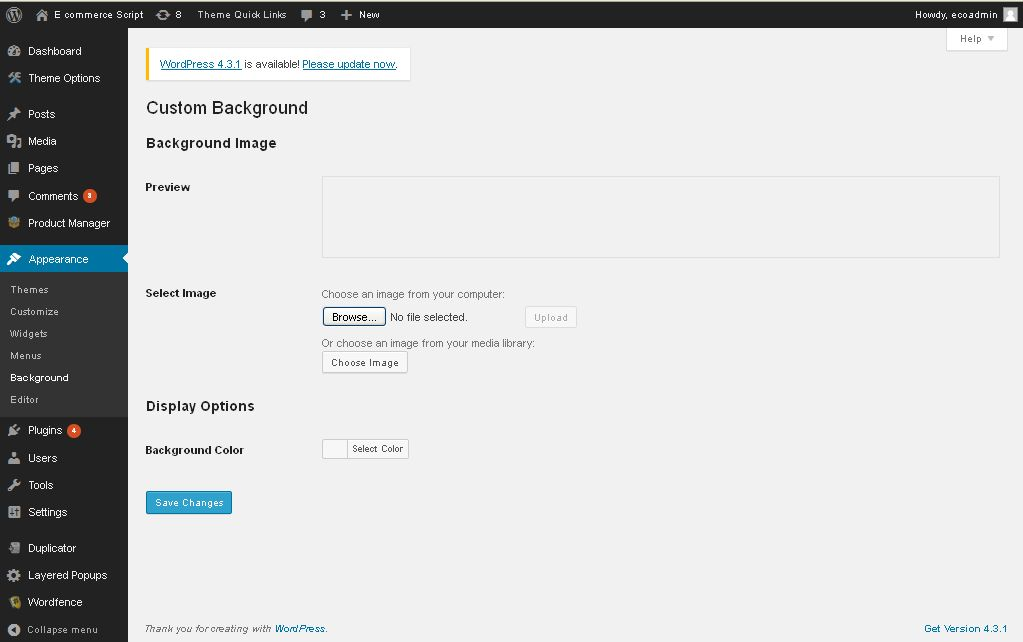 E commerce Script 8 Theme Quick Links 3 New Howdy, ecoadmin
Help
Dashboard
Theme Options
Posts
Media
Pages
Comments 8
Product Manager
Appearance
Themes
Customize
Widgets
Menus
Background
Editor
Plugins 4
Users
Tools
Settings
Duplicator
Layered Popups
Wordfence
Collapse menu
WordPress 4.3.1 is available! Please update now.
Custom Background
Background Image
Preview
Select Image
Choose an image from your computer:
Browse... No file selected. Upload
Or choose an image from your media library:
Choose Image
Display Options
Background Color Select Color
Save Changes
Thank you for creating with WordPress. Get Version 4.3.1